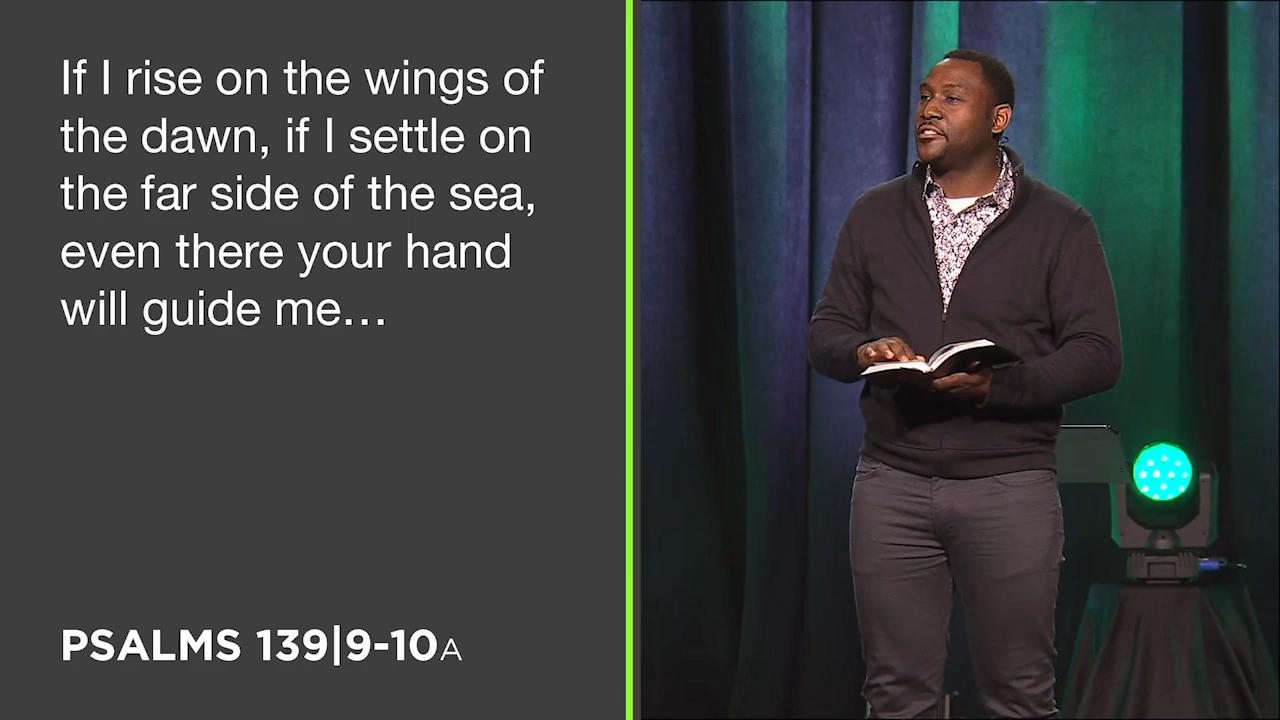 If I rise on the wings of
the dawn, if I settle on
the far side of the sea,
even there your hand
will guide me…
PSALMS 139|9-10A